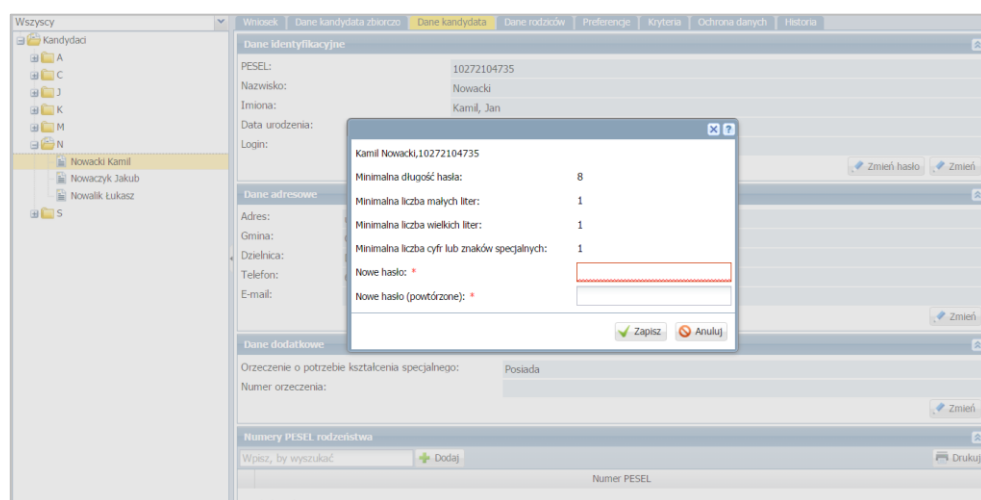 Wszyscy
Wniosek Dane kandydata zbiorczo Dane kandydata Dane rodziców Preferencje Kryteria Ochrona danych Historia
Kandydaci
A
C
J
K
M
N
Nowacki Kamil
Nowaczyk Jakub
Nowalik Łukasz
S
Dane identyfikacyjne
PESEL: 10272104735
Nazwisko: Nowacki
Imiona: Kamil, Jan
Data urodzenia:
Login:
Zmień hasło Zmień
Dane adresowe
Adres:
Gmina:
Dzielnica:
Telefon:
E-mail:
Zmień
Kamil Nowacki,10272104735
Minimalna długość hasła: 8
Minimalna liczba małych liter: 1
Minimalna liczba wielkich liter: 1
Minimalna liczba cyfr lub znaków specjalnych: 1
Nowe hasło: *
Nowe hasło (powtórzone): *
Zapisz Anuluj
Dane dodatkowe
Orzeczenie o potrzebie kształcenia specjalnego: Posiada
Numer orzeczenia:
Zmień
Numery PESEL rodzeństwa
Wpisz, by wyszukać Dodaj Drukuj
Numer PESEL